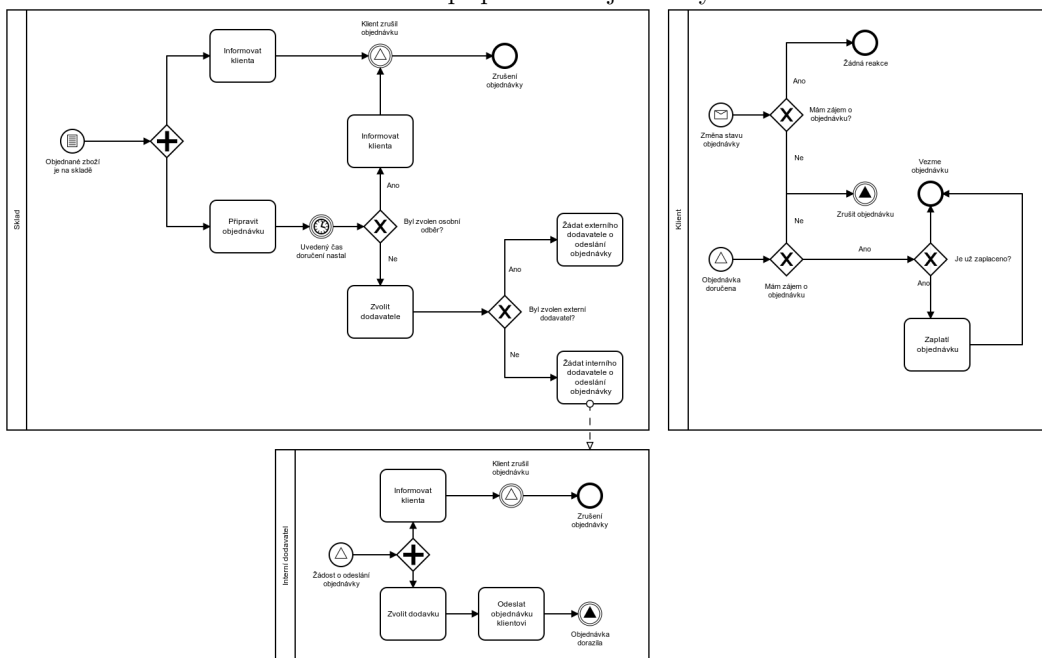 Sklad
Objednané zboží
je na skladě
Informovat
klienta
Klient zrušil
objednávku
Zrušení
objednávky
Připravit
objednávku
Uvedený čas
doručení nastal
Informovat
klienta
Ano
Byl zvolen osobní
odběr?
Ne
Zvolit
dodavatele
Ano
Byl zvolen externí
dodavatel?
Ne
Žádat externího
dodavatele o
odeslání
objednávky
Žádat interního
dodavatele o
odeslání
objednávky
Klient
Změna stavu
objednávky
Ano
Žádná reakce
Mám zájem o
objednávku?
Ne
Zrušit objednávku
Ne
Objednávka
doručena
Mám zájem o
objednávku
Ano
Vezme
objednávku
Je už zaplaceno?
Ano
Zaplatí
objednávku
Interní dodavatel
Žádost o odeslání
objednávky
Informovat
klienta
Klient zrušil
objednávku
Zrušení
objednávky
Zvolit dodavku
Odeslat
objednávku
klientovi
Objednávka
dorazila